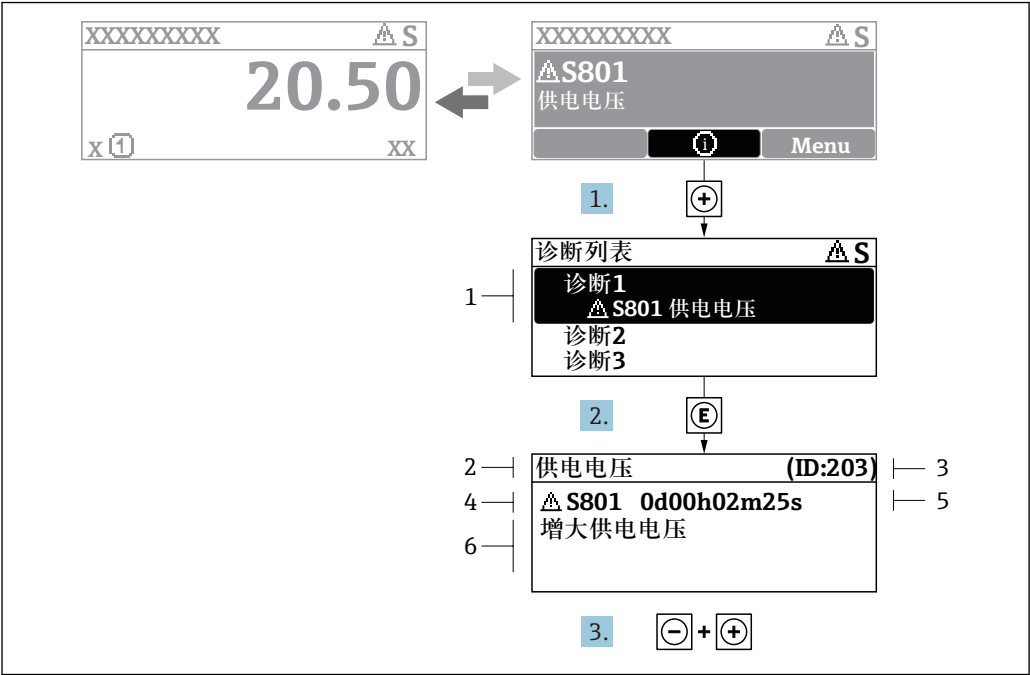 XXXXXXXXX ⚠S
20.50
x ① xx
XXXXXXXXX ⚠S
⚠S801
供电电压
ⓘ Menu
1. +
诊断列表 ⚠S
1
诊断1
⚠S801 供电电压
诊断2
诊断3
2. E
2 供电电压 (ID:203) 3
4 ⚠S801 0d00h02m25s 5
6 增大供电电压
3. - + +